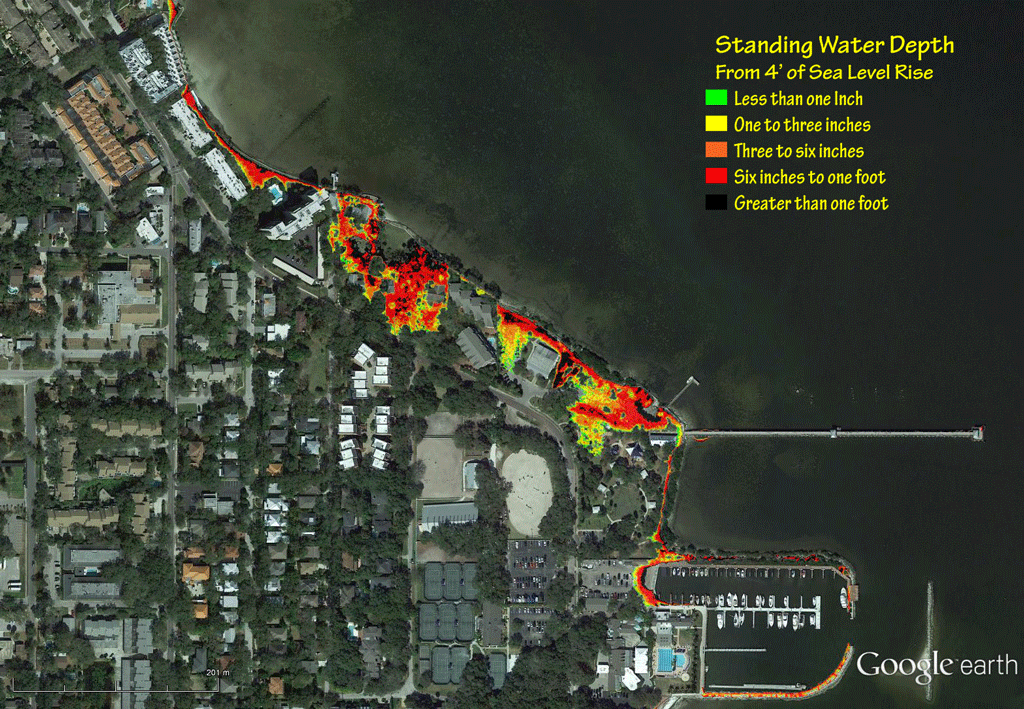 Standing Water Depth
From 4' of Sea Level Rise
Less than one Inch
One to three inches
Three to six inches
Six inches to one foot
Greater than one foot
201 m
Google earth